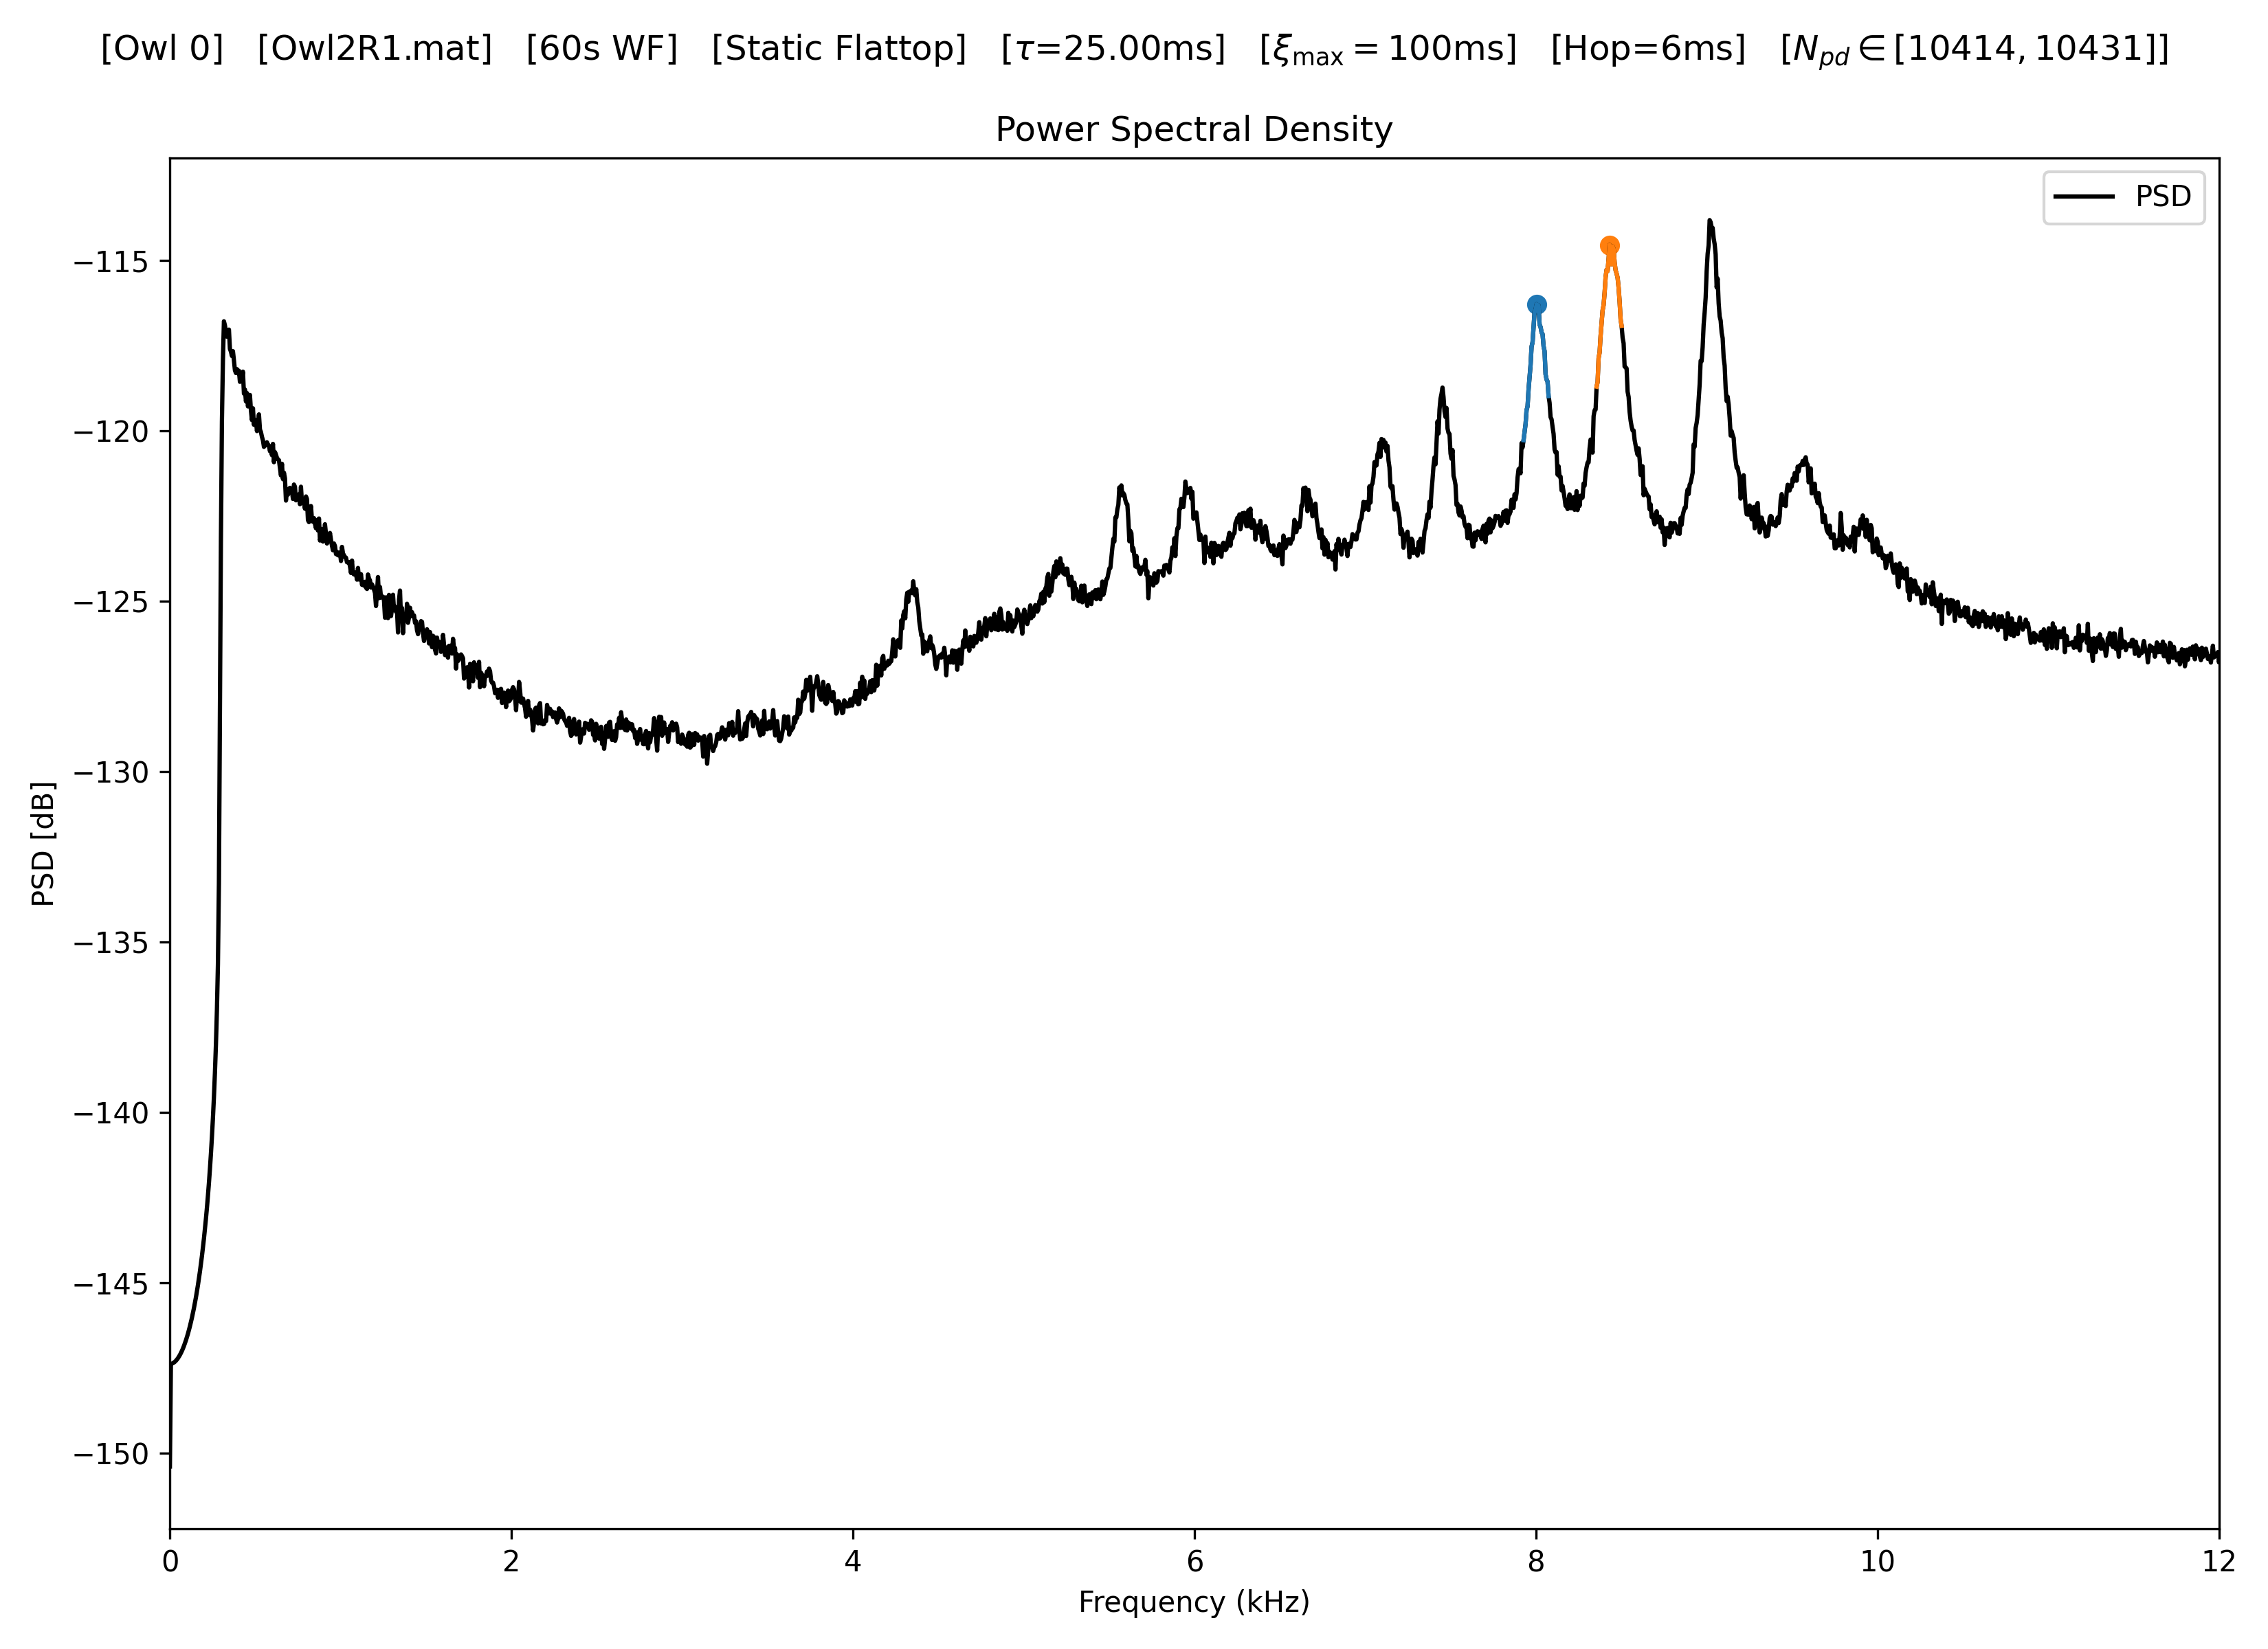 [Owl 0] [Owl2R1.mat] [60s WF] [Static Flattop] [τ=25.00ms] [ξmax = 100ms] [Hop=6ms] [Npd ∈ [10414, 10431]]
Power Spectral Density
PSD
−115
−120
−125
−130
−135
−140
−145
−150
PSD [dB]
0 2 4 6 8 10 12
Frequency (kHz)